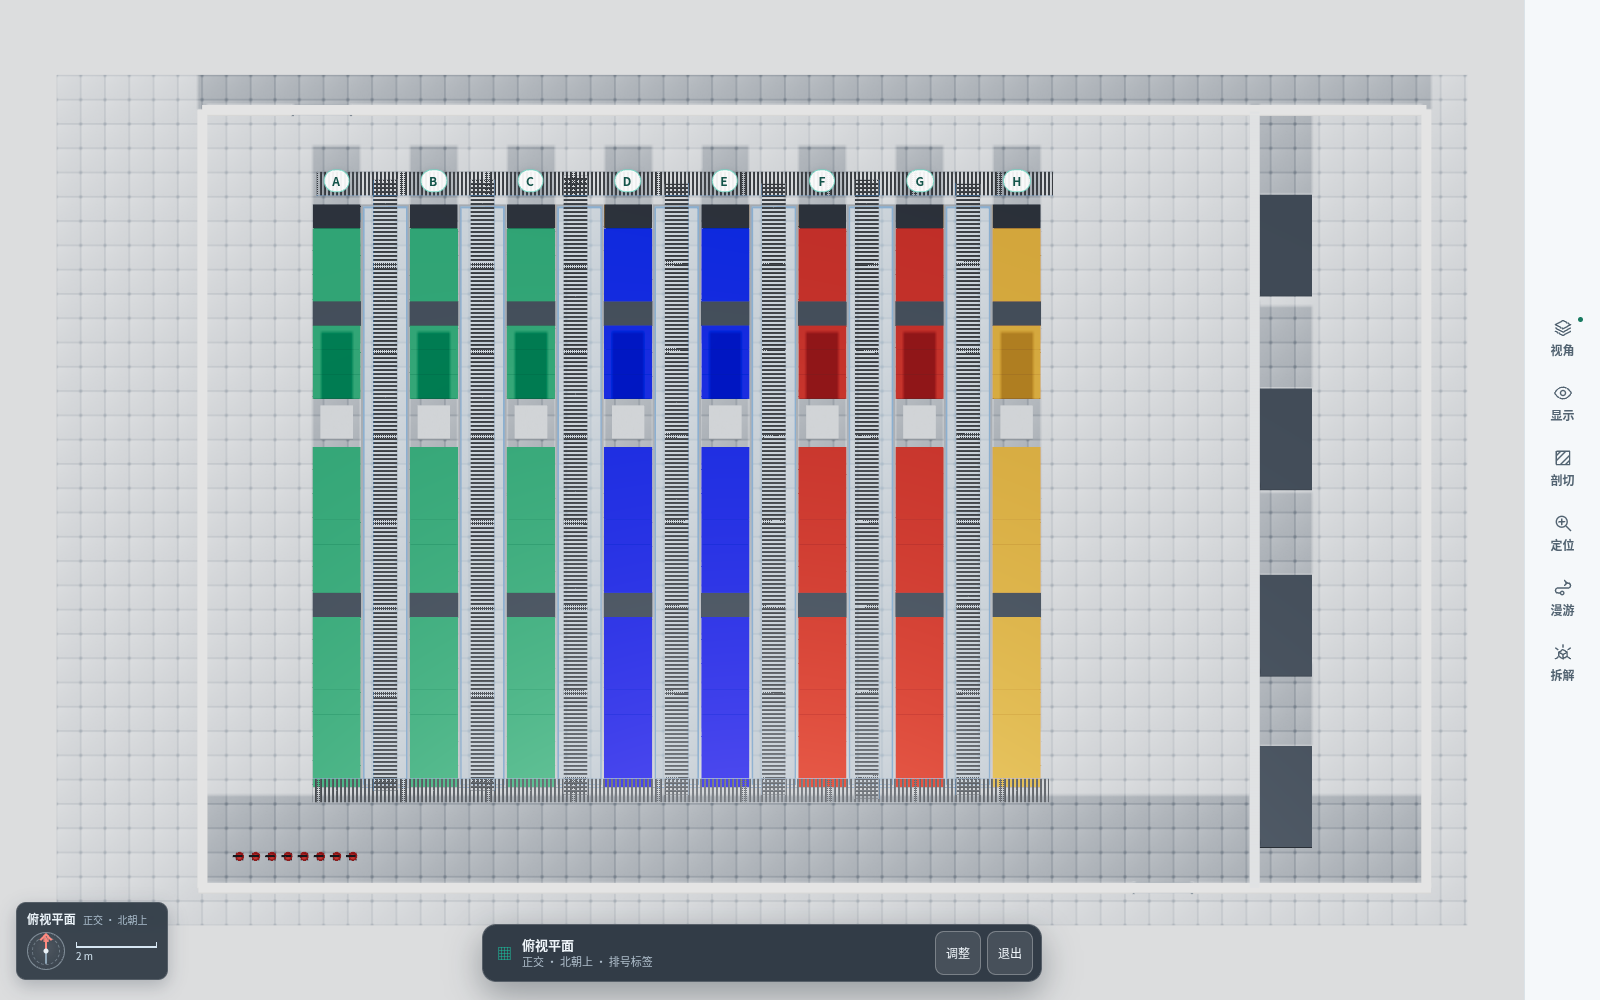 A B C D E F G H
视角
显示
剖切
定位
漫游
拆解
俯视平面 正交 · 北朝上
2 m
俯视平面
正交 · 北朝上 · 排号标签
调整 退出